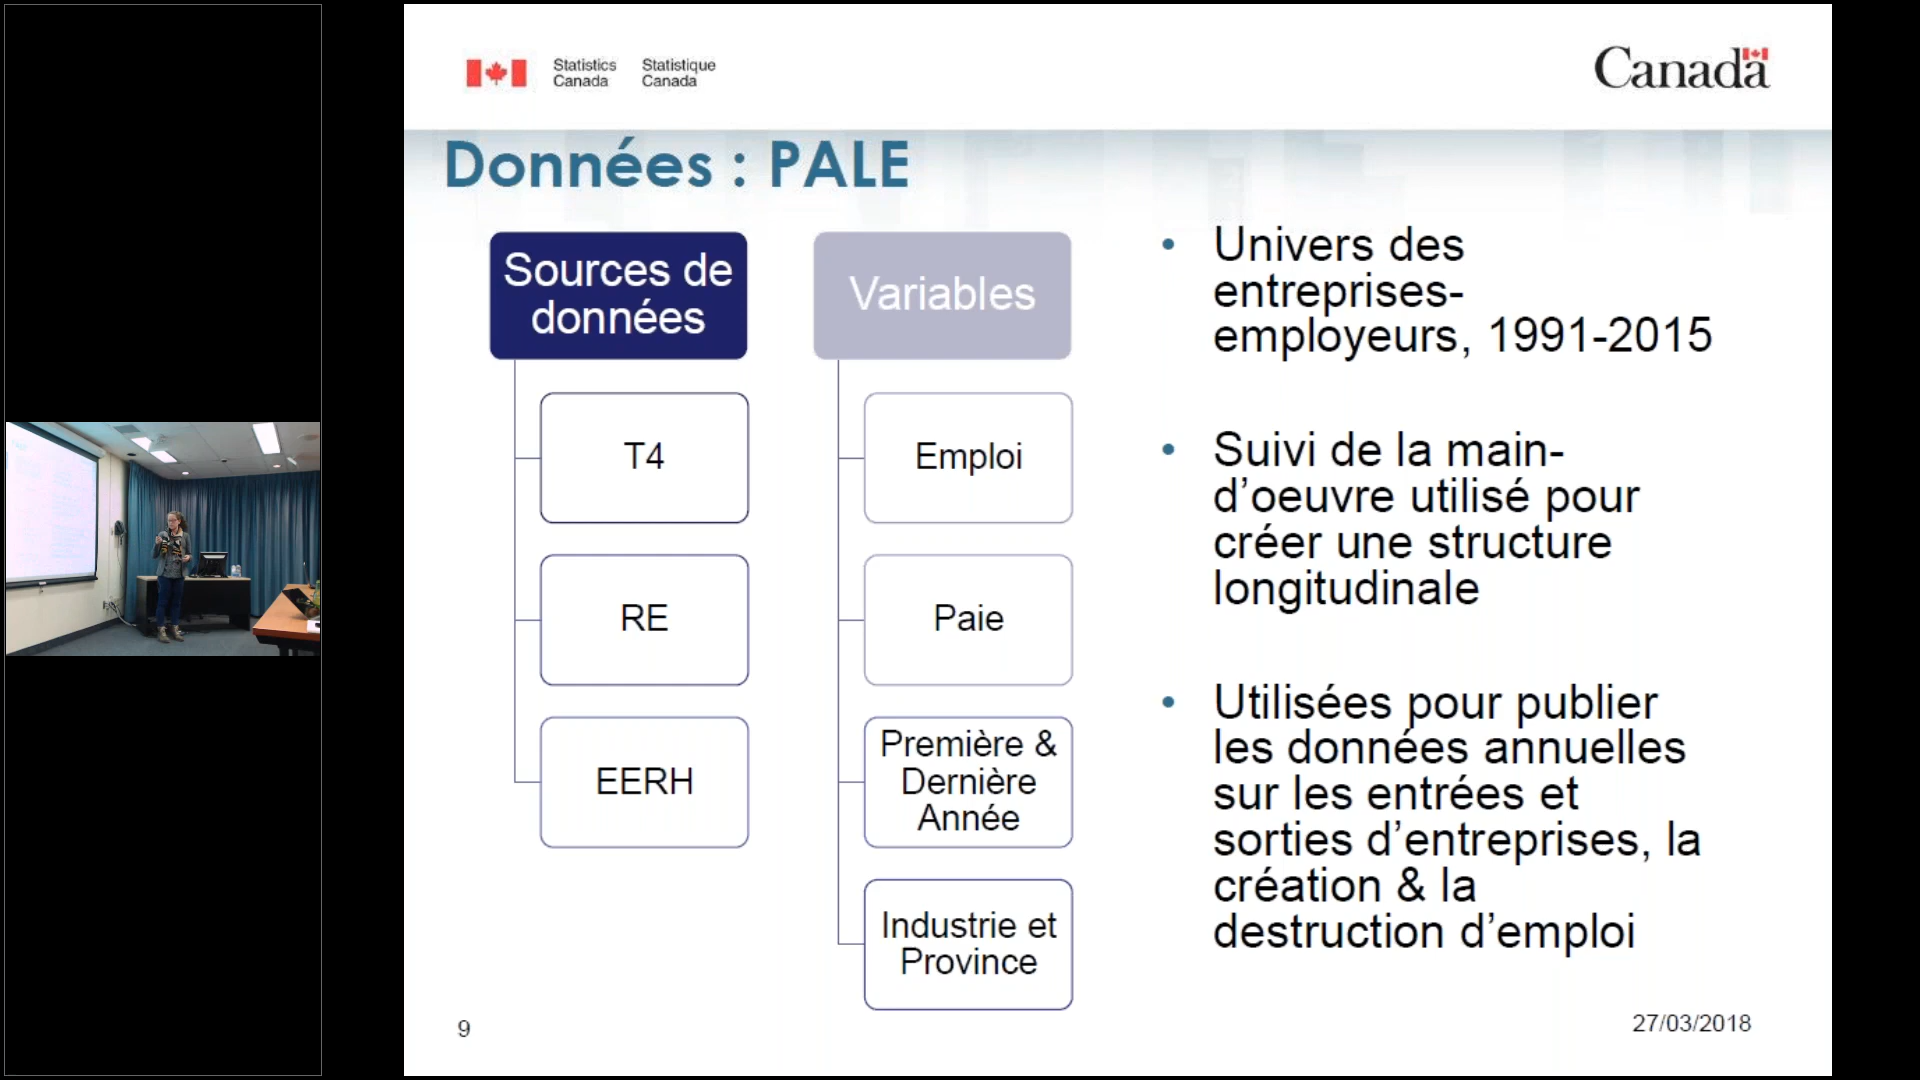 Statistics Canada
Statistique Canada
Canada
Données : PALE
Sources de
données
T4
RE
EERH
Variables
Emploi
Paie
Première &
Dernière
Année
Industrie et
Province
• Univers des
entreprises-
employeurs, 1991-2015
• Suivi de la main-
d’oeuvre utilisé pour
créer une structure
longitudinale
• Utilisées pour publier
les données annuelles
sur les entrées et
sorties d’entreprises, la
création & la
destruction d’emploi
9
27/03/2018